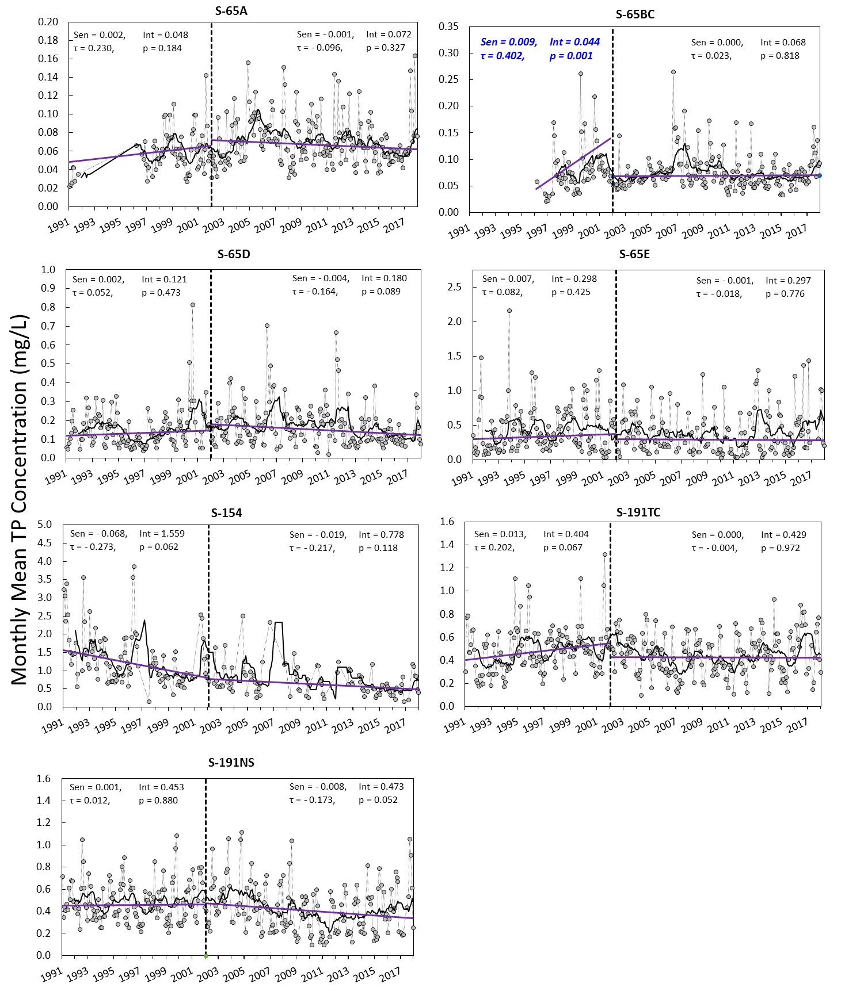 Monthly Mean TP Concentration (mg/L)
S-65A
0.20
0.18
0.16
0.14
0.12
0.10
0.08
0.06
0.04
0.02
0.00
Sen = 0.002, Int = 0.048
τ = 0.230, p = 0.184
Sen = - 0.001, Int = 0.072
τ = - 0.096, p = 0.327
1991 1993 1995 1997 1999 2001 2003 2005 2007 2009 2011 2013 2015 2017
S-65BC
0.35
0.30
0.25
0.20
0.15
0.10
0.05
0.00
Sen = 0.009, Int = 0.044
τ = 0.402, p = 0.001
Sen = 0.000, Int = 0.068
τ = 0.023, p = 0.818
1991 1993 1995 1997 1999 2001 2003 2005 2007 2009 2011 2013 2015 2017
S-65D
1.0
0.9
0.8
0.7
0.6
0.5
0.4
0.3
0.2
0.1
0.0
Sen = 0.002, Int = 0.121
τ = 0.052, p = 0.473
Sen = - 0.004, Int = 0.180
τ = - 0.164, p = 0.089
1991 1993 1995 1997 1999 2001 2003 2005 2007 2009 2011 2013 2015 2017
S-65E
2.5
2.0
1.5
1.0
0.5
0.0
Sen = 0.007, Int = 0.298
τ = 0.082, p = 0.425
Sen = - 0.001, Int = 0.297
τ = - 0.018, p = 0.776
1991 1993 1995 1997 1999 2001 2003 2005 2007 2009 2011 2013 2015 2017
S-154
5.0
4.5
4.0
3.5
3.0
2.5
2.0
1.5
1.0
0.5
0.0
Sen = - 0.068, Int = 1.559
τ = - 0.273, p = 0.062
Sen = - 0.019, Int = 0.778
τ = - 0.217, p = 0.118
1991 1993 1995 1997 1999 2001 2003 2005 2007 2009 2011 2013 2015 2017
S-191TC
1.6
1.4
1.2
1.0
0.8
0.6
0.4
0.2
0.0
Sen = 0.013, Int = 0.404
τ = 0.202, p = 0.067
Sen = 0.000, Int = 0.429
τ = - 0.004, p = 0.972
1991 1993 1995 1997 1999 2001 2003 2005 2007 2009 2011 2013 2015 2017
S-191NS
1.6
1.4
1.2
1.0
0.8
0.6
0.4
0.2
0.0
Sen = 0.001, Int = 0.453
τ = 0.012, p = 0.880
Sen = - 0.008, Int = 0.473
τ = - 0.173, p = 0.052
1991 1993 1995 1997 1999 2001 2003 2005 2007 2009 2011 2013 2015 2017